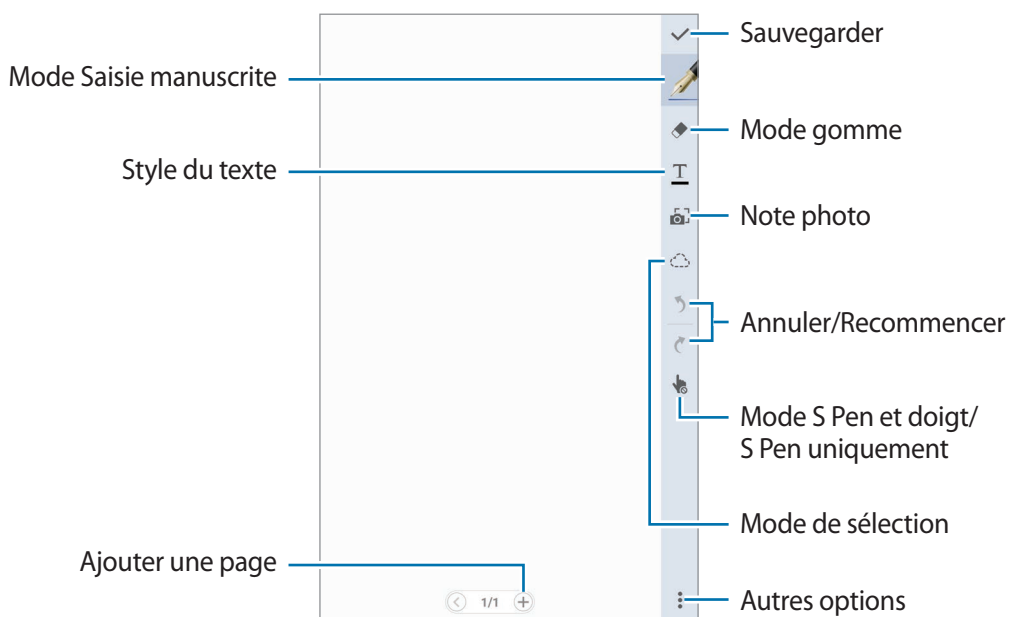 Sauvegarder
Mode Saisie manuscrite
Mode gomme
Style du texte
T
Note photo
Annuler/Recommencer
Mode S Pen et doigt/
S Pen uniquement
Mode de sélection
Ajouter une page
1/1
Autres options